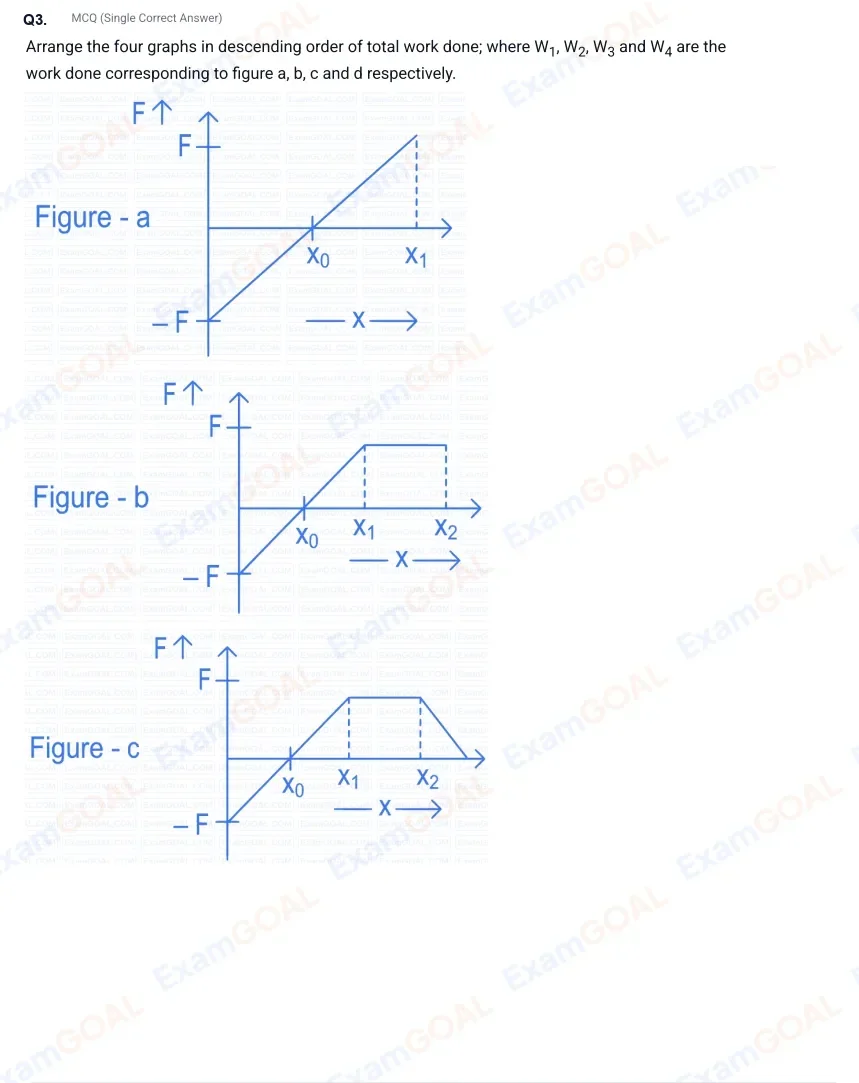 Q3. MCQ (Single Correct Answer)
Arrange the four graphs in descending order of total work done; where W₁, W₂, W₃ and W₄ are the
work done corresponding to figure a, b, c and d respectively.
F↑
F
Figure - a
X₀ X₁
– F
— X →
F↑
F
Figure - b
X₀ X₁ X₂
— X →
– F
F↑
F
Figure - c
X₀ X₁ X₂
— X →
– F
ExamGOAL